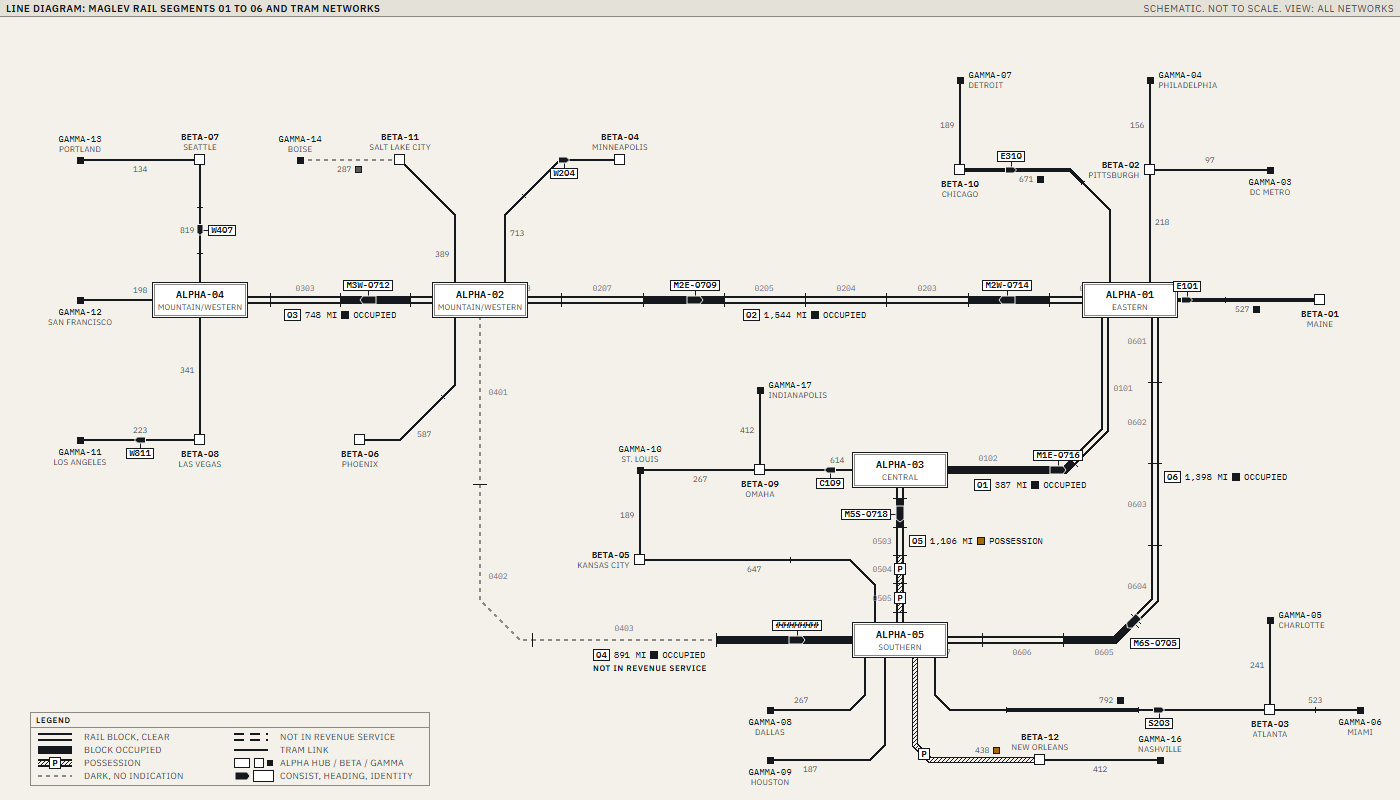 LINE DIAGRAM: MAGLEV RAIL SEGMENTS 01 TO 06 AND TRAM NETWORKS
SCHEMATIC. NOT TO SCALE. VIEW: ALL NETWORKS
GAMMA-07
DETROIT
GAMMA-04
PHILADELPHIA
189
156
GAMMA-13
PORTLAND
BETA-07
SEATTLE
GAMMA-14
BOISE
BETA-11
SALT LAKE CITY
BETA-04
MINNEAPOLIS
134
287
W204
E310
671
BETA-10
CHICAGO
BETA-02
PITTSBURGH
97
GAMMA-03
DC METRO
819
W407
389
713
218
198
ALPHA-04
MOUNTAIN/WESTERN
GAMMA-12
SAN FRANCISCO
0303
M3W-0712
03 748 MI OCCUPIED
ALPHA-02
MOUNTAIN/WESTERN
0207
M2E-0709
0205
0204
0203
M2W-0714
02 1,544 MI OCCUPIED
ALPHA-01
EASTERN
E101
527
BETA-01
MAINE
341
0601
0101
0401
0602
GAMMA-17
INDIANAPOLIS
412
223
W811
GAMMA-11
LOS ANGELES
BETA-08
LAS VEGAS
BETA-06
PHOENIX
587
GAMMA-10
ST. LOUIS
267
BETA-09
OMAHA
614
C109
ALPHA-03
CENTRAL
0102
M1E-0716
01 387 MI OCCUPIED
06 1,398 MI OCCUPIED
0603
189
M5S-0718
0503
05 1,106 MI POSSESSION
0504
P
505
P
BETA-05
KANSAS CITY
647
0402
0604
0403
########
04 891 MI OCCUPIED
NOT IN REVENUE SERVICE
ALPHA-05
SOUTHERN
0606
0605
M6S-0705
GAMMA-05
CHARLOTTE
241
267
GAMMA-08
DALLAS
792
S203
GAMMA-16
NASHVILLE
BETA-03
ATLANTA
523
GAMMA-06
MIAMI
P
438
BETA-12
NEW ORLEANS
412
187
GAMMA-09
HOUSTON
LEGEND
RAIL BLOCK, CLEAR
BLOCK OCCUPIED
P
POSSESSION
DARK, NO INDICATION
NOT IN REVENUE SERVICE
TRAM LINK
ALPHA HUB / BETA / GAMMA
CONSIST, HEADING, IDENTITY